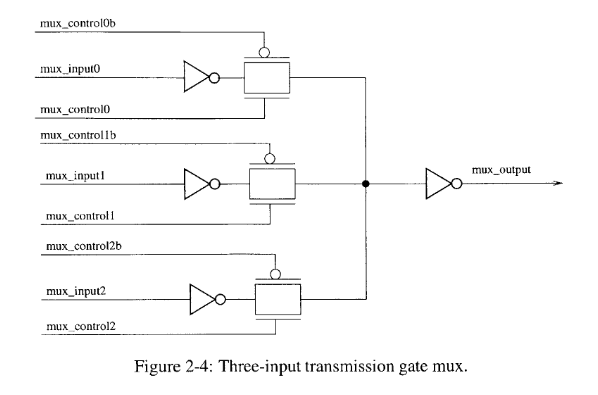 mux_control0b
mux_input0
mux_control0
mux_control1b
mux_input1
mux_output
mux_control1
mux_control2b
mux_input2
mux_control2
Figure 2-4: Three-input transmission gate mux.